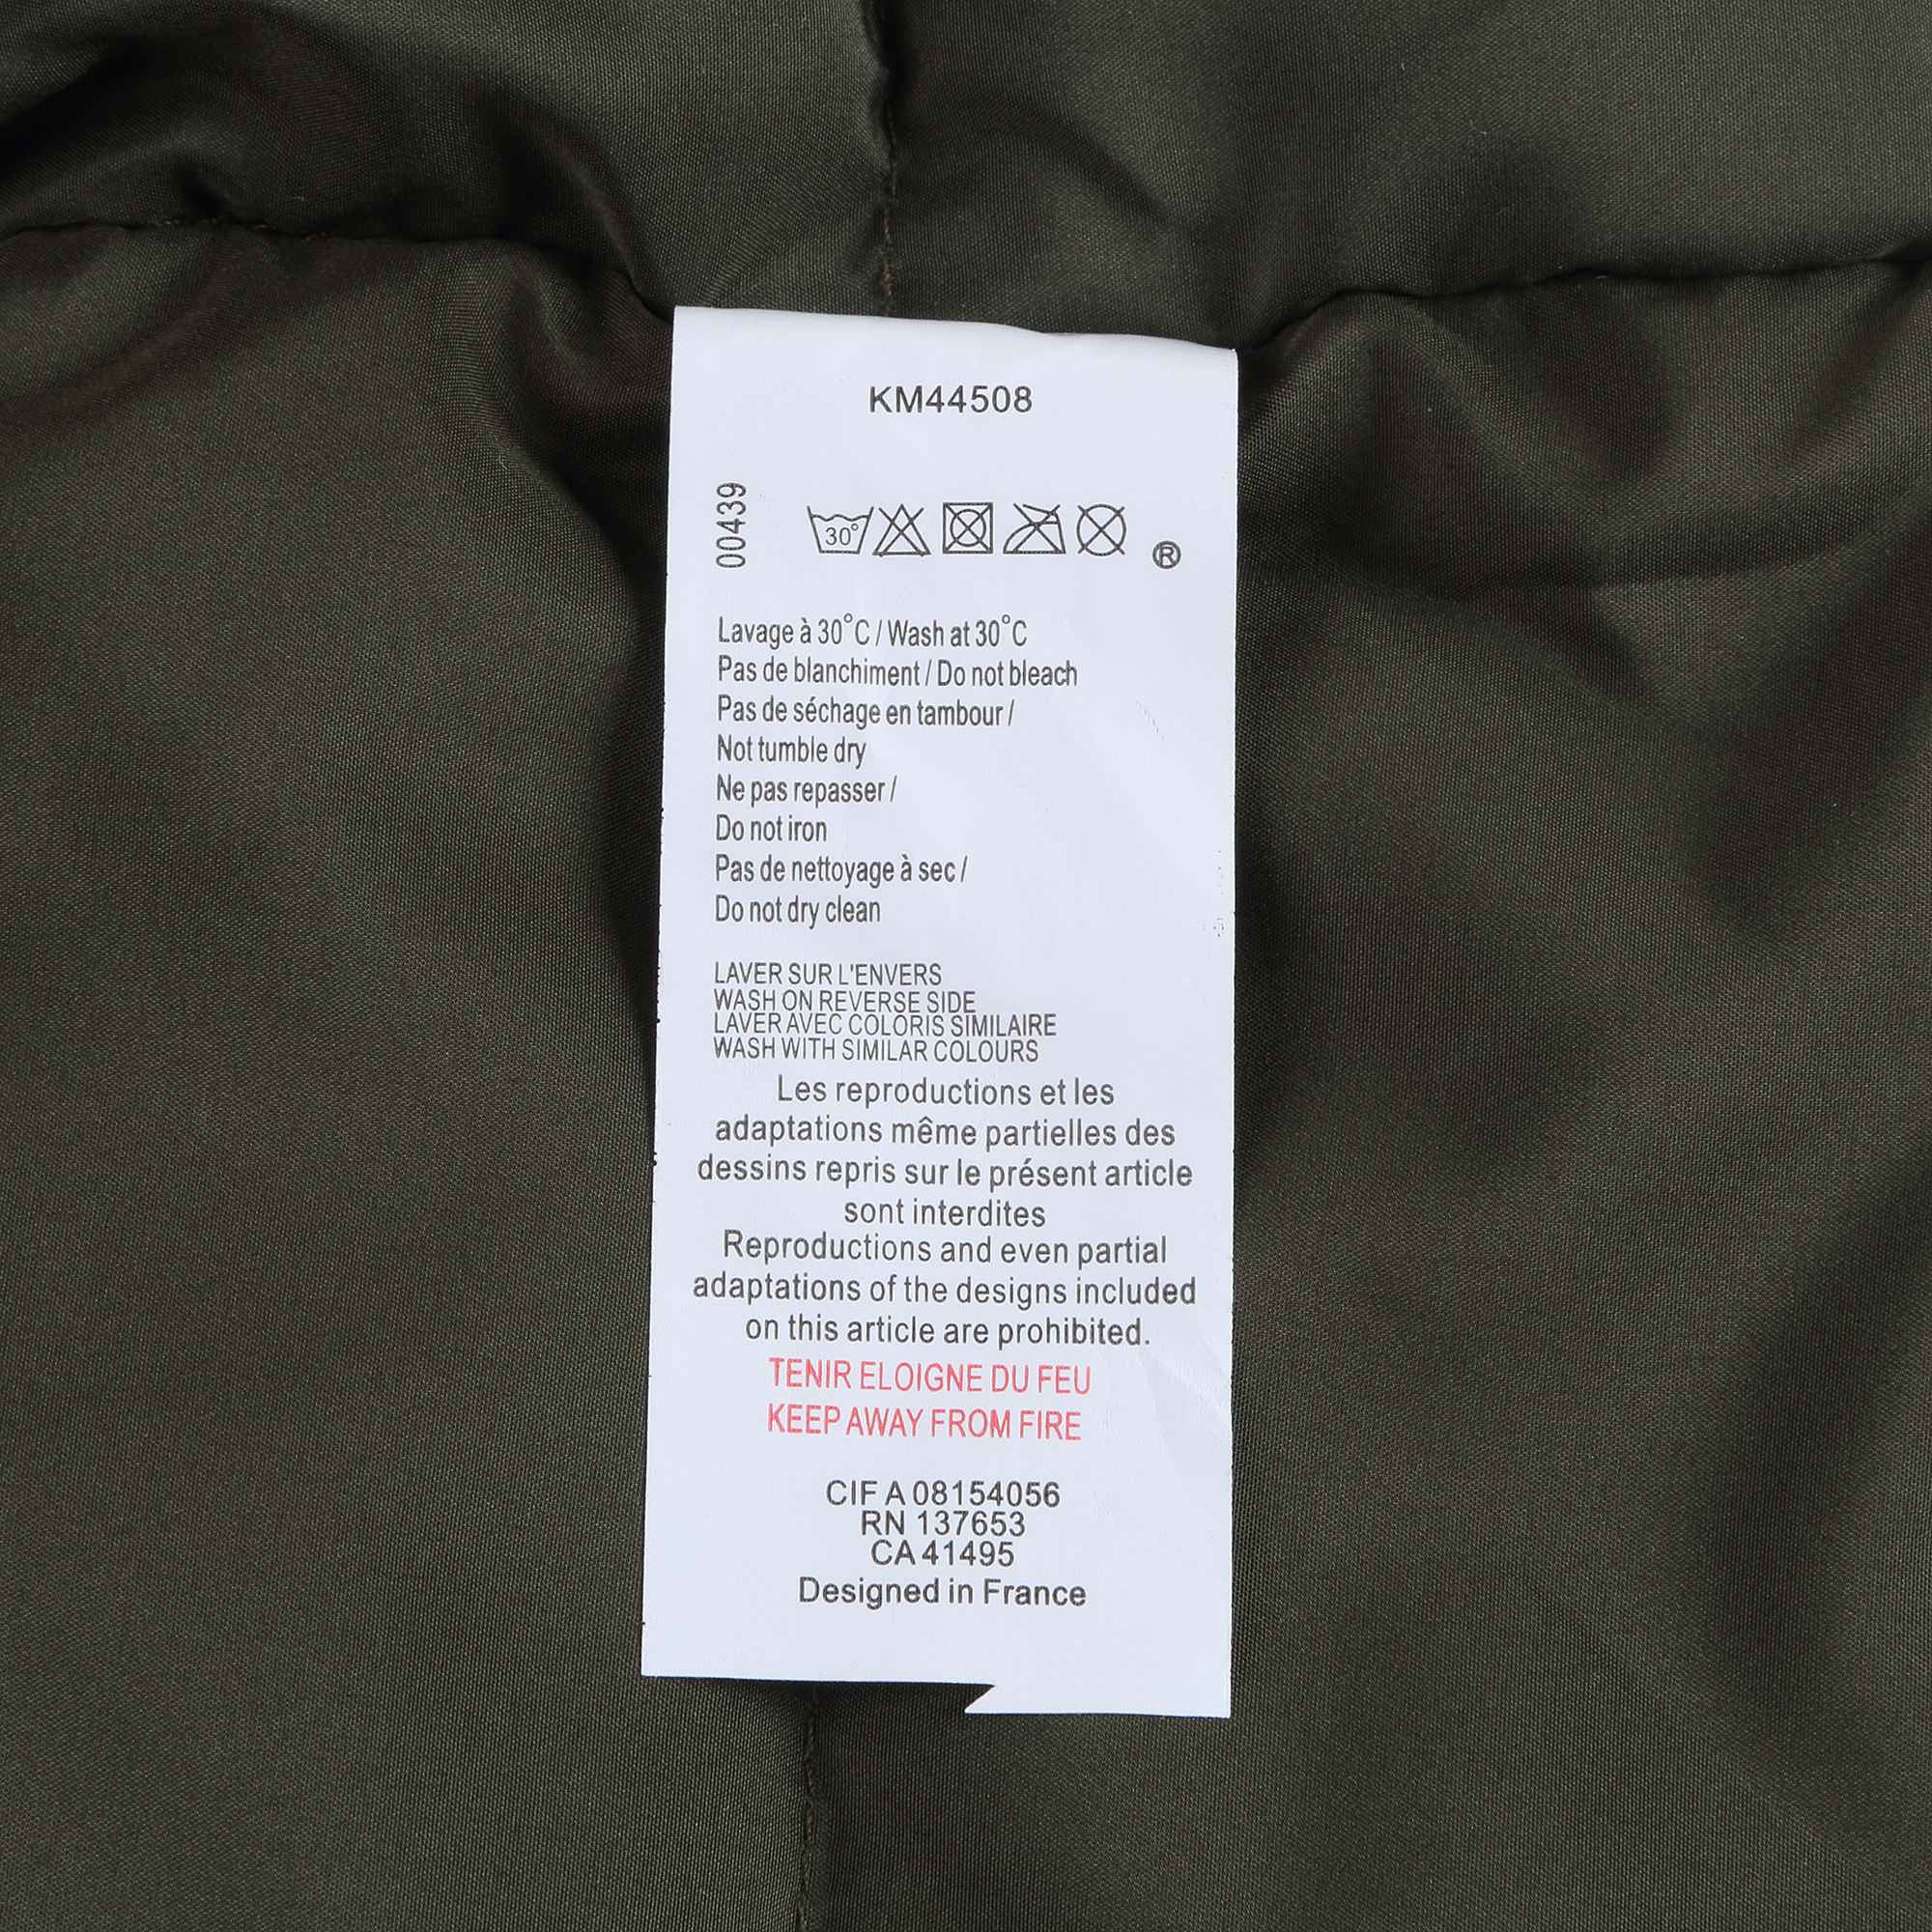 KM44508
00439
30°
®
Lavage à 30°C / Wash at 30°C
Pas de blanchiment / Do not bleach
Pas de séchage en tambour /
Not tumble dry
Ne pas repasser /
Do not iron
Pas de nettoyage à sec /
Do not dry clean
LAVER SUR L'ENVERS
WASH ON REVERSE SIDE
LAVER AVEC COLORIS SIMILAIRE
WASH WITH SIMILAR COLOURS
Les reproductions et les
adaptations même partielles des
dessins repris sur le présent article
sont interdites
Reproductions and even partial
adaptations of the designs included
on this article are prohibited.
TENIR ELOIGNE DU FEU
KEEP AWAY FROM FIRE
CIF A 08154056
RN 137653
CA 41495
Designed in France